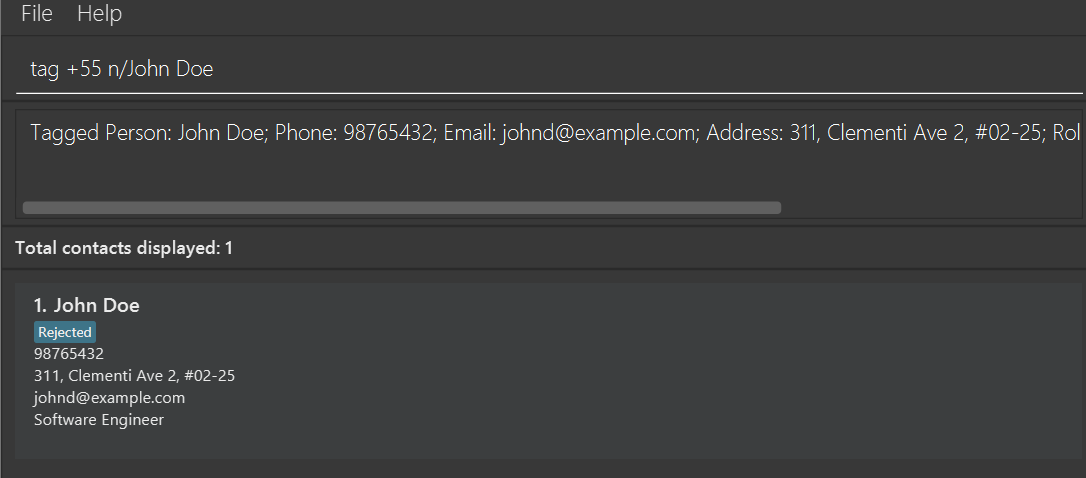 File Help
tag +55 n/John Doe
Tagged Person: John Doe; Phone: 98765432; Email: johnd@example.com; Address: 311, Clementi Ave 2, #02-25; Rol
Total contacts displayed: 1
1. John Doe
Rejected
98765432
311, Clementi Ave 2, #02-25
johnd@example.com
Software Engineer